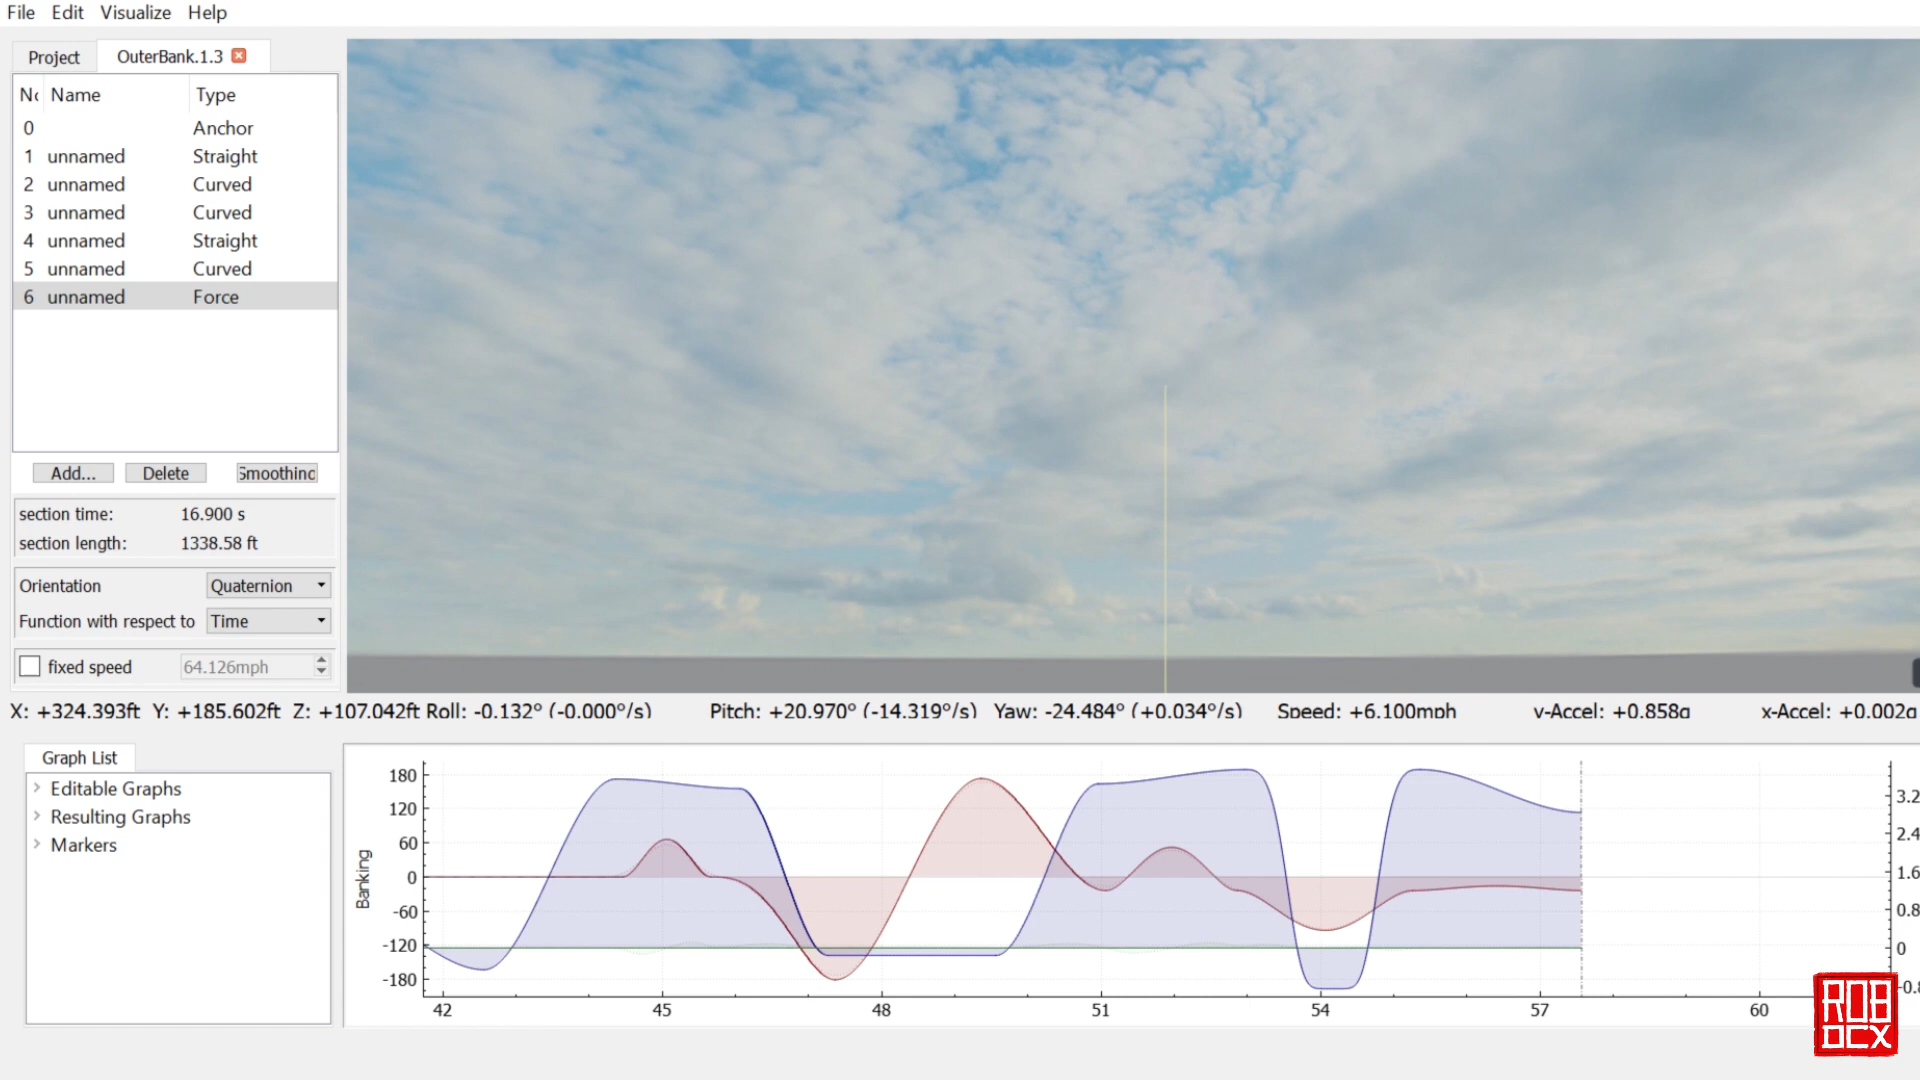 File Edit Visualize Help
Project OuterBank.1.3
Nc Name Type
0 Anchor
1 unnamed Straight
2 unnamed Curved
3 unnamed Curved
4 unnamed Straight
5 unnamed Curved
6 unnamed Force
Add... Delete Smoothing
section time: 16.900 s
section length: 1338.58 ft
Orientation Quaternion
Function with respect to Time
fixed speed 64.126mph
X: +324.393ft Y: +185.602ft Z: +107.042ft Roll: -0.132° (-0.000°/s) Pitch: +20.970° (-14.319°/s) Yaw: -24.484° (+0.034°/s) Speed: +6.100mph y-Accel: +0.858g x-Accel: +0.002g
Graph List
Editable Graphs
Resulting Graphs
Markers
Banking
180
120
60
0
-60
-120
-180
42 45 48 51 54 57 60
3.2
2.4
1.6
0.8
0
-0.8
ROB
DCX